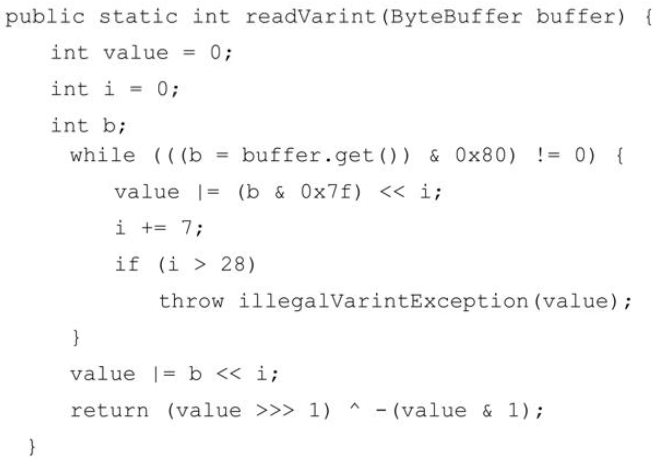 public static int readVarint(ByteBuffer buffer) {
int value = 0;
int i = 0;
int b;
while (((b = buffer.get()) & 0x80) != 0) {
value |= (b & 0x7f) << i;
i += 7;
if (i > 28)
throw illegalVarintException(value);
}
value |= b << i;
return (value >>> 1) ^ -(value & 1);
}